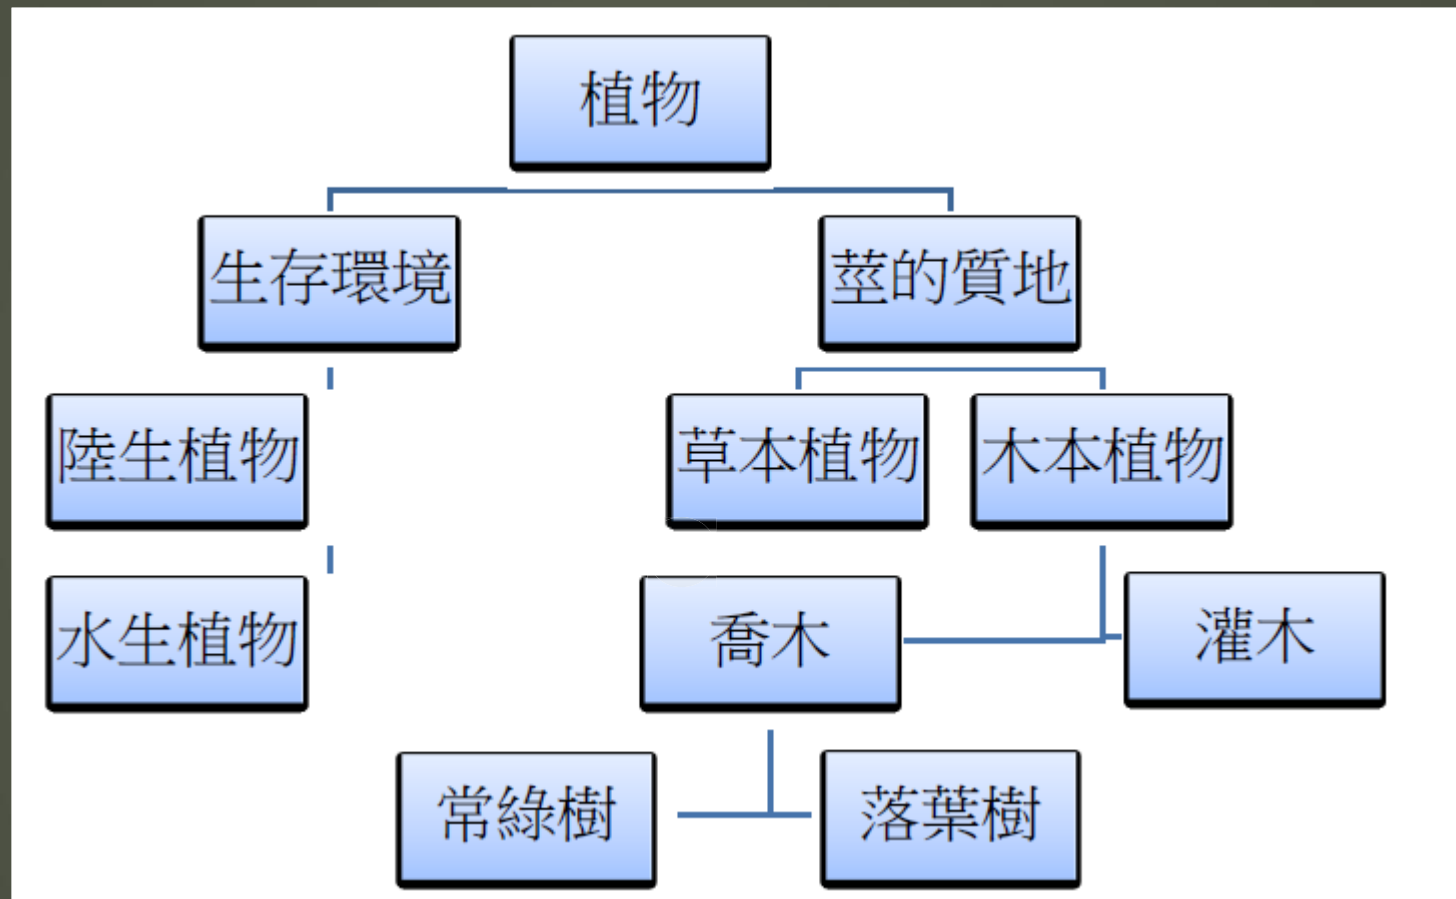 植物
生存環境
莖的質地
陸生植物
草本植物
木本植物
水生植物
喬木
灌木
常綠樹
落葉樹